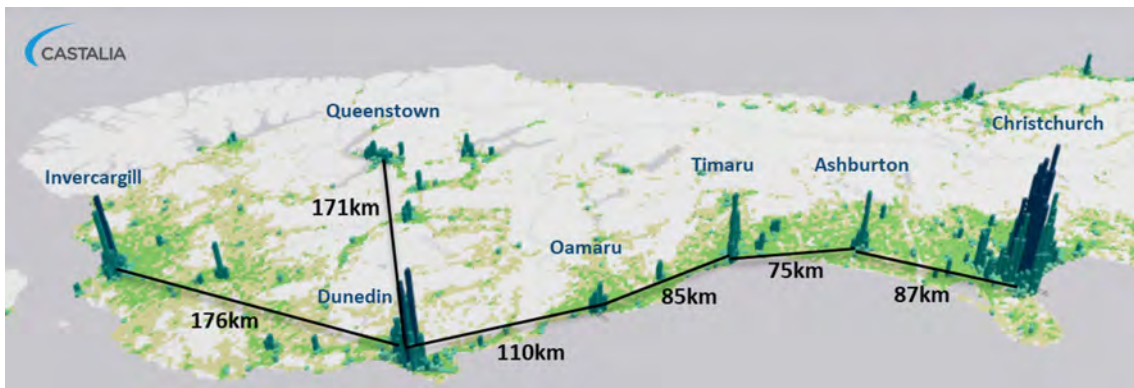 CASTALIA
Queenstown
Christchurch
Timaru
Ashburton
Invercargill
171km
Oamaru
75km
Dunedin
85km
87km
176km
110km